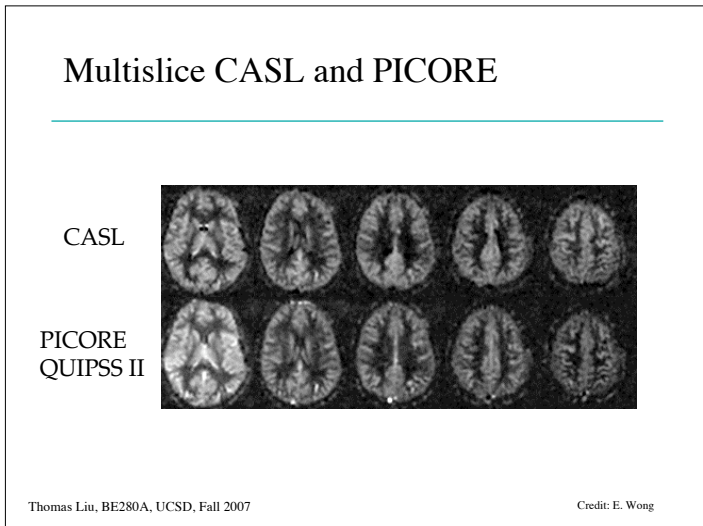 Multislice CASL and PICORE
CASL
PICORE
QUIPSS II
Thomas Liu, BE280A, UCSD, Fall 2007
Credit: E. Wong